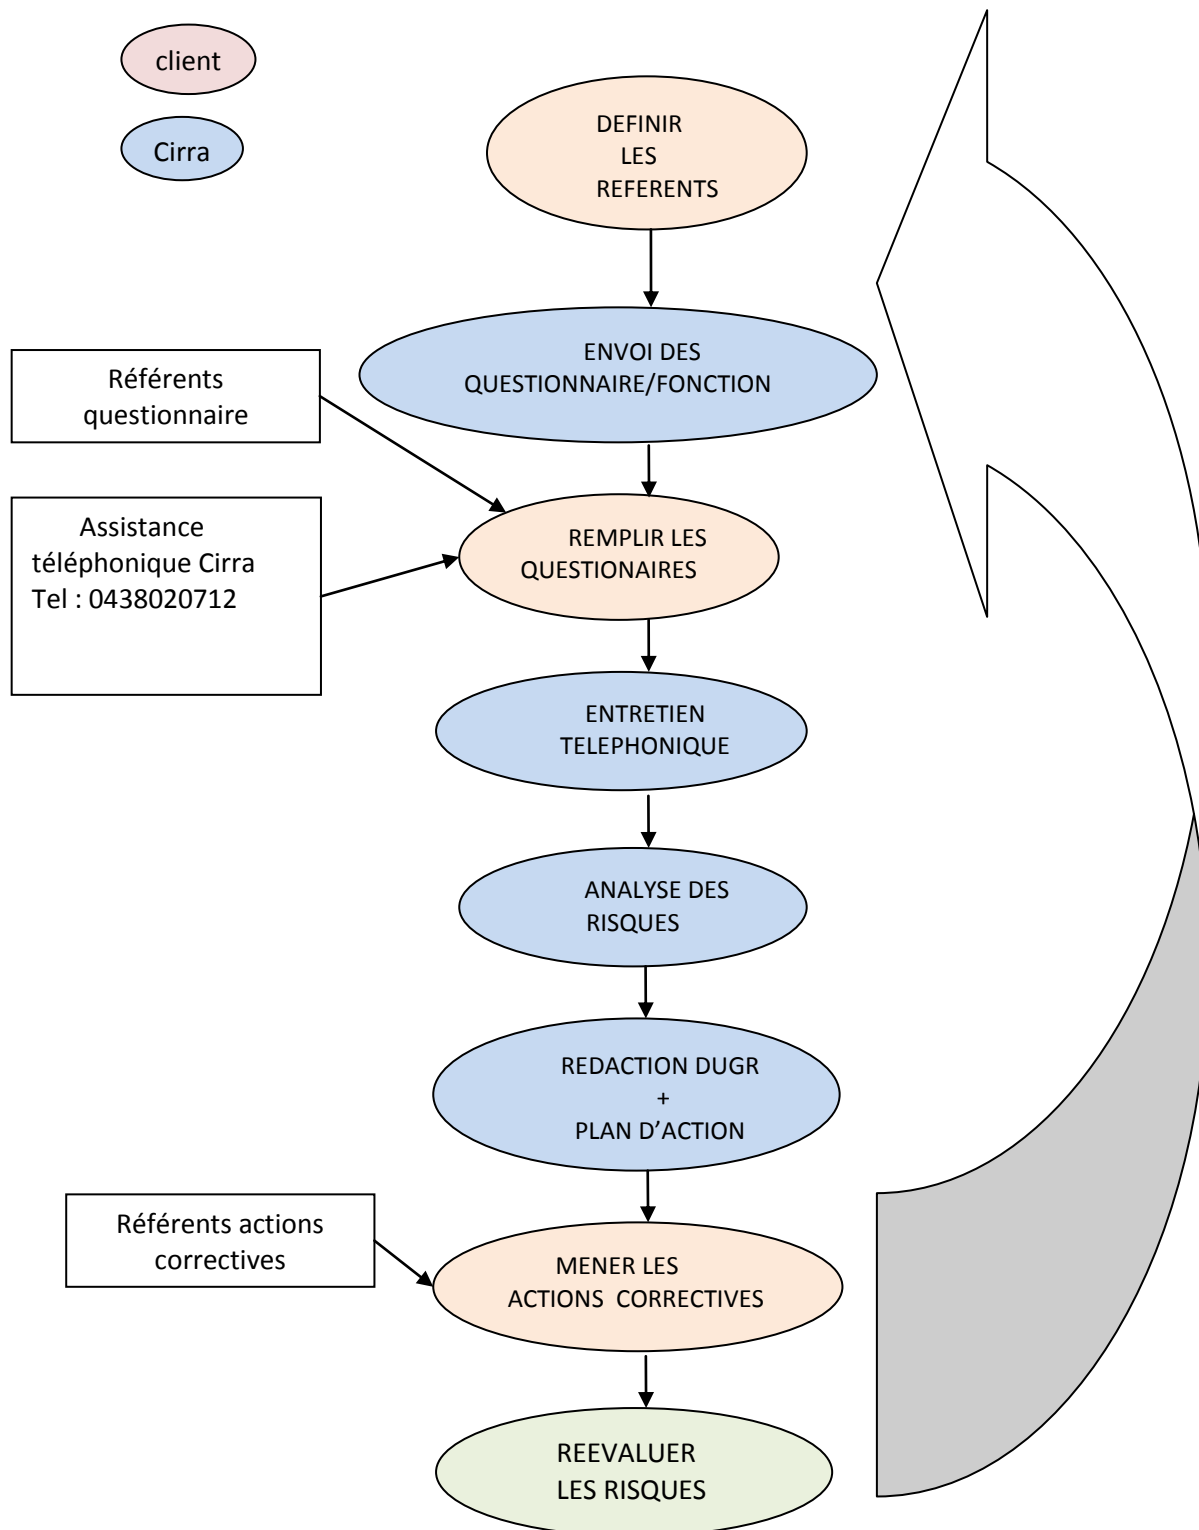 client
Cirra
DEFINIR
LES
REFERENTS
ENVOI DES
QUESTIONNAIRE/FONCTION
Référents
questionnaire
Assistance
téléphonique Cirra
Tel : 0438020712
REMPLIR LES
QUESTIONAIRES
ENTRETIEN
TELEPHONIQUE
ANALYSE DES
RISQUES
REDACTION DUGR
+
PLAN D’ACTION
Référents actions
correctives
MENER LES
ACTIONS CORRECTIVES
REEVALUER
LES RISQUES